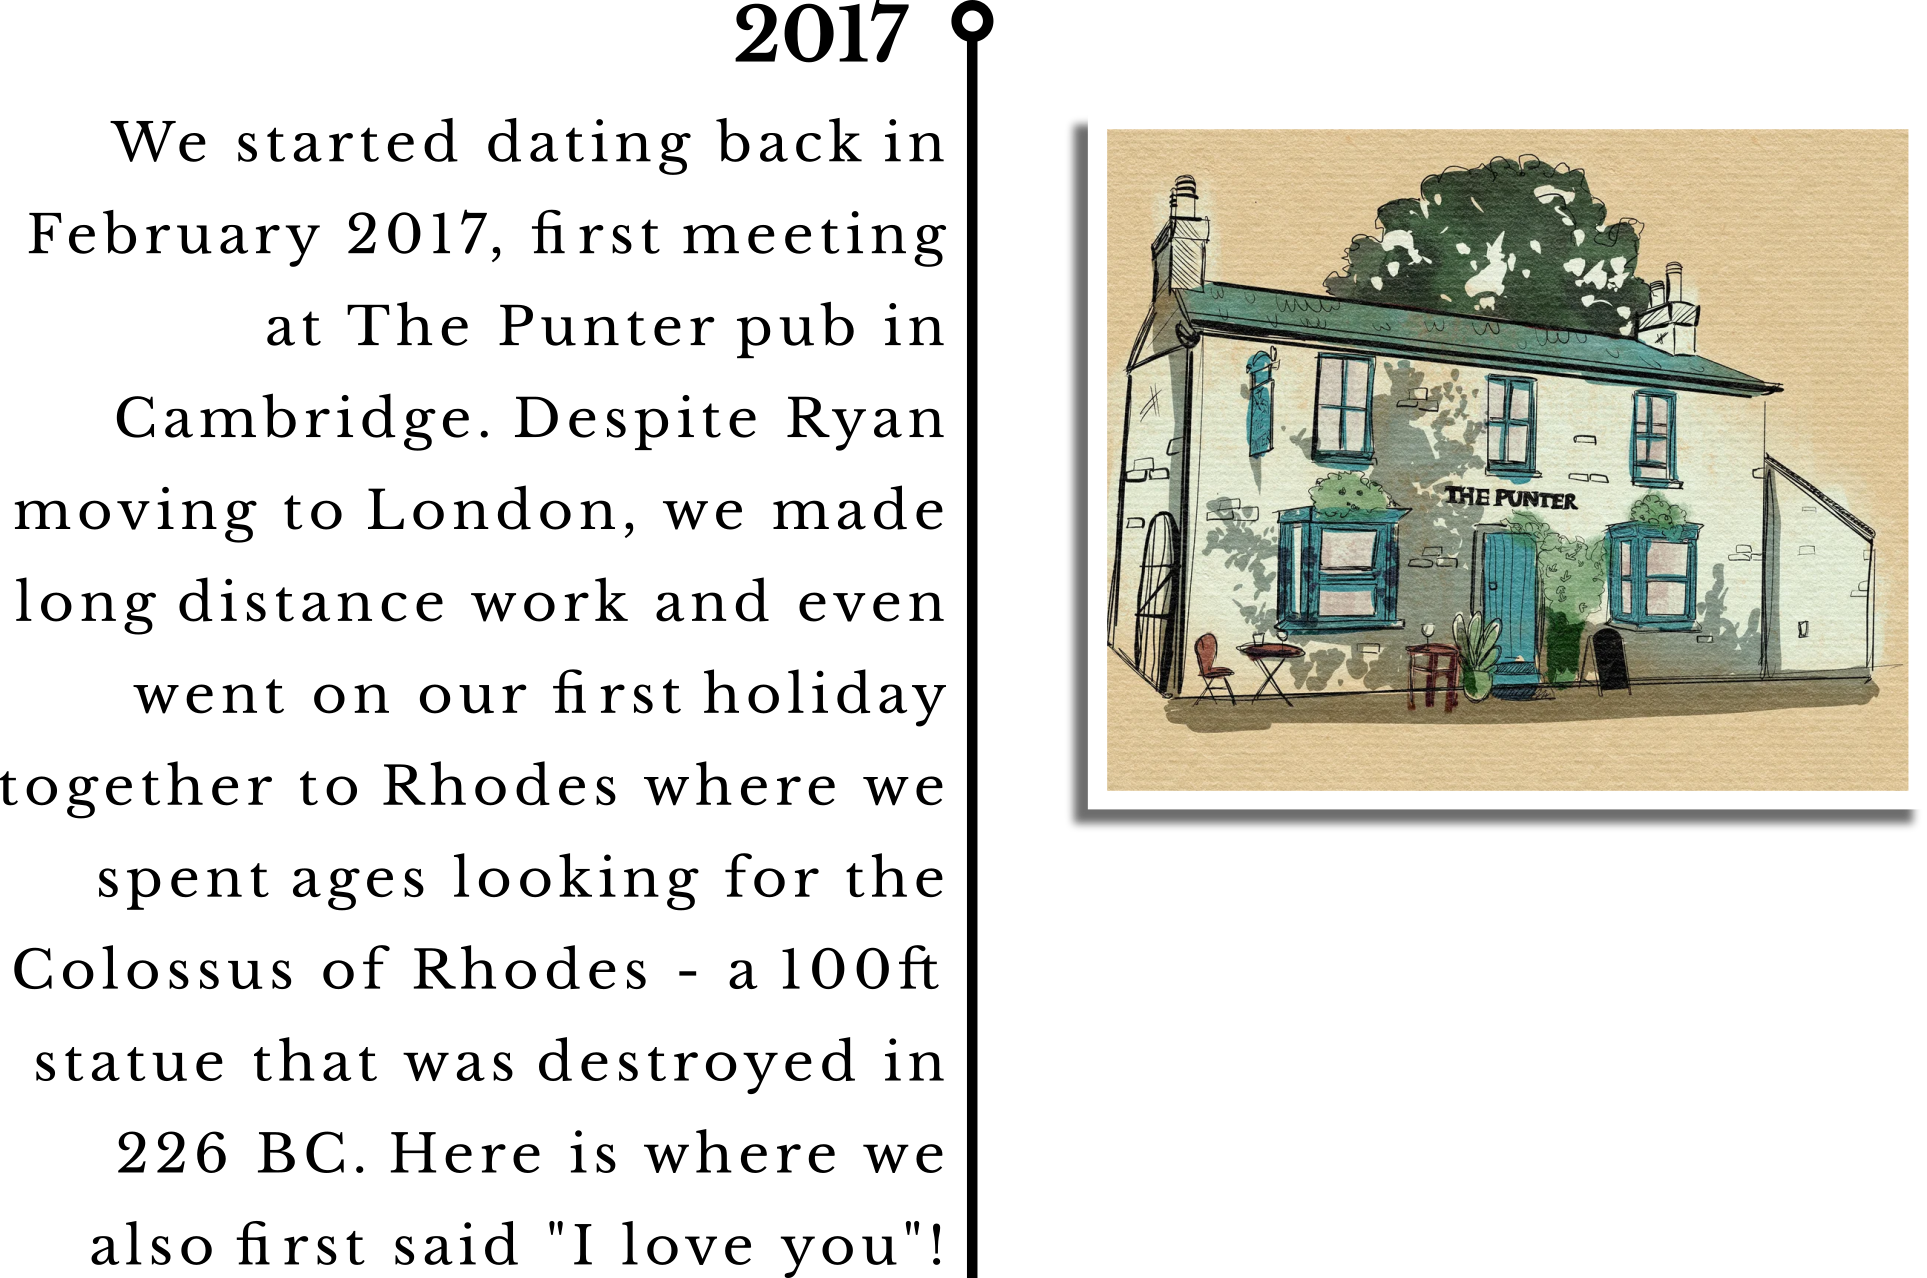 2017
We started dating back in
February 2017, first meeting
at The Punter pub in
Cambridge. Despite Ryan
moving to London, we made
long distance work and even
went on our first holiday
together to Rhodes where we
spent ages looking for the
Colossus of Rhodes - a 100ft
statue that was destroyed in
226 BC. Here is where we
also first said "I love you"!
THE PUNTER